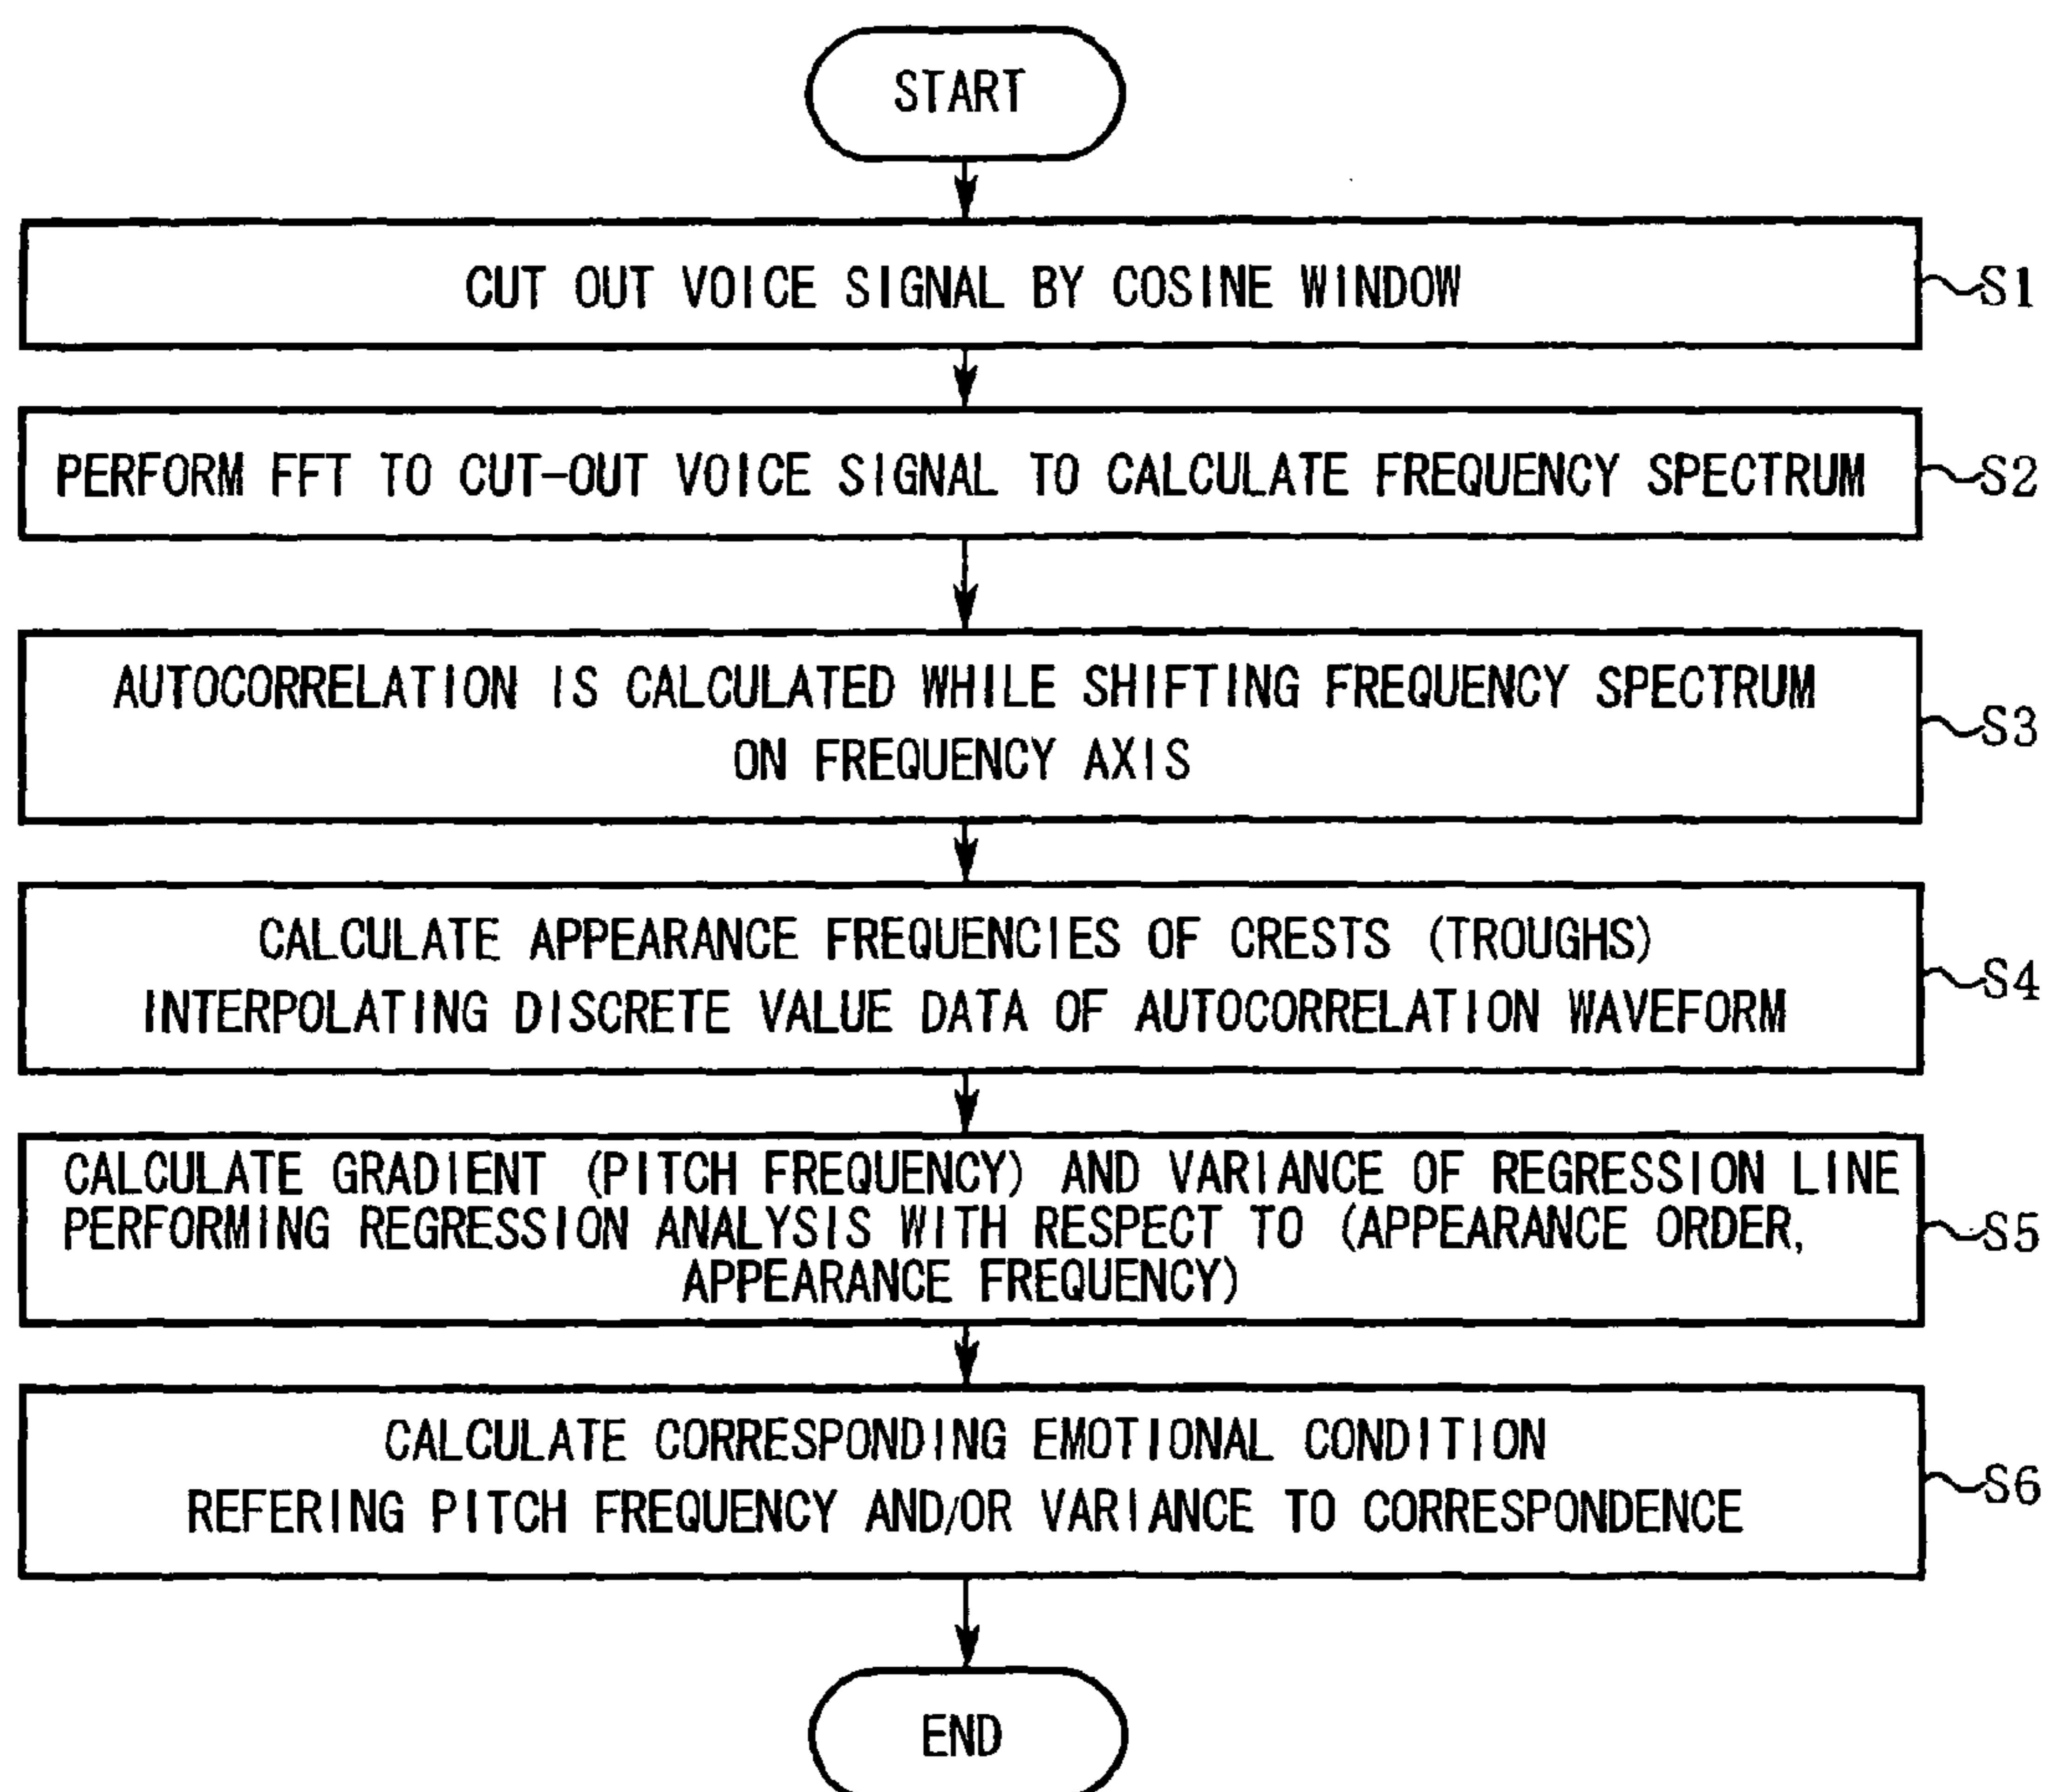 START
CUT OUT VOICE SIGNAL BY COSINE WINDOW
S1
PERFORM FFT TO CUT-OUT VOICE SIGNAL TO CALCULATE FREQUENCY SPECTRUM
S2
AUTOCORRELATION IS CALCULATED WHILE SHIFTING FREQUENCY SPECTRUM
ON FREQUENCY AXIS
S3
CALCULATE APPEARANCE FREQUENCIES OF CRESTS (TROUGHS)
INTERPOLATING DISCRETE VALUE DATA OF AUTOCORRELATION WAVEFORM
S4
CALCULATE GRADIENT (PITCH FREQUENCY) AND VARIANCE OF REGRESSION LINE
PERFORMING REGRESSION ANALYSIS WITH RESPECT TO (APPEARANCE ORDER,
APPEARANCE FREQUENCY)
S5
CALCULATE CORRESPONDING EMOTIONAL CONDITION
REFERING PITCH FREQUENCY AND/OR VARIANCE TO CORRESPONDENCE
S6
END